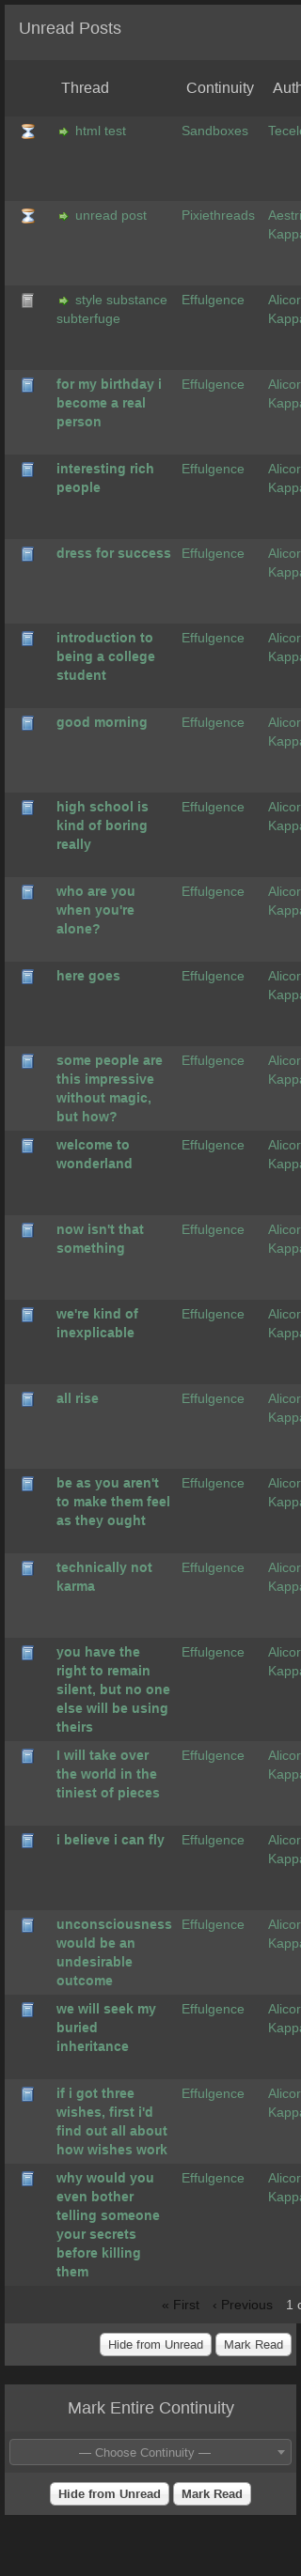 Unread Posts
Thread Continuity Auth
html test Sandboxes Tecel
unread post Pixiethreads Aestri
Kappa
style substance Effulgence Alicor
subterfuge Kappa
for my birthday i Effulgence Alicor
become a real Kappa
person
interesting rich Effulgence Alicor
people Kappa
dress for success Effulgence Alicor
Kappa
introduction to Effulgence Alicor
being a college Kappa
student
good morning Effulgence Alicor
Kappa
high school is Effulgence Alicor
kind of boring Kappa
really
who are you Effulgence Alicor
when you're Kappa
alone?
here goes Effulgence Alicor
Kappa
some people are Effulgence Alicor
this impressive Kappa
without magic,
but how?
welcome to Effulgence Alicor
wonderland Kappa
now isn't that Effulgence Alicor
something Kappa
we're kind of Effulgence Alicor
inexplicable Kappa
all rise Effulgence Alicor
Kappa
be as you aren't Effulgence Alicor
to make them feel Kappa
as they ought
technically not Effulgence Alicor
karma Kappa
you have the Effulgence Alicor
right to remain Kappa
silent, but no one
else will be using
theirs
I will take over Effulgence Alicor
the world in the Kappa
tiniest of pieces
i believe i can fly Effulgence Alicor
Kappa
unconsciousness Effulgence Alicor
would be an Kappa
undesirable
outcome
we will seek my Effulgence Alicor
buried Kappa
inheritance
if i got three Effulgence Alicor
wishes, first i'd Kappa
find out all about
how wishes work
why would you Effulgence Alicor
even bother Kappa
telling someone
your secrets
before killing
them
« First ‹ Previous 1 o
Hide from Unread Mark Read
Mark Entire Continuity
— Choose Continuity —
Hide from Unread Mark Read